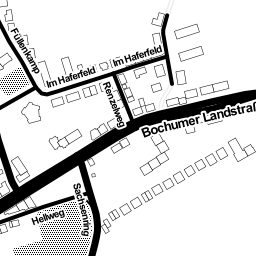 Füllenkamp
Im Haferfeld
Im Haferfeld
Renzelweg
Bochumer Landstraß
Sachsenring
Hellweg